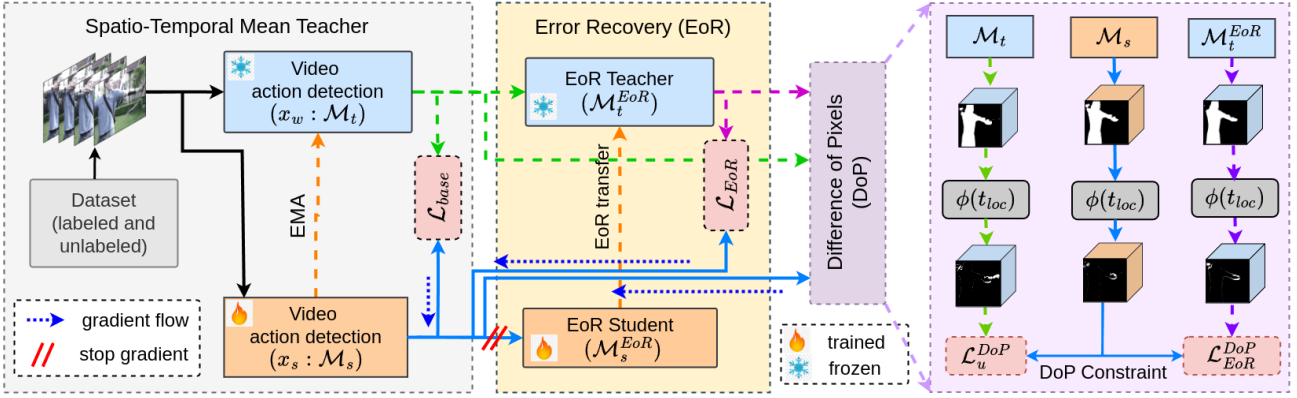 Spatio-Temporal Mean Teacher
Video
action detection
(x_w : ℳ_t)
Dataset
(labeled and
unlabeled)
EMA
ℒ_base
gradient flow
stop gradient
Video
action detection
(x_s : ℳ_s)
Error Recovery (EoR)
EoR Teacher
(ℳ_t^EoR)
EoR transfer
ℒ_EoR
EoR Student
(ℳ_s^EoR)
Difference of Pixels
(DoP)
trained
frozen
ℳ_t
ℳ_s
ℳ_t^EoR
ϕ(t_loc)
ϕ(t_loc)
ϕ(t_loc)
ℒ_u^DoP
ℒ_EoR^DoP
DoP Constraint